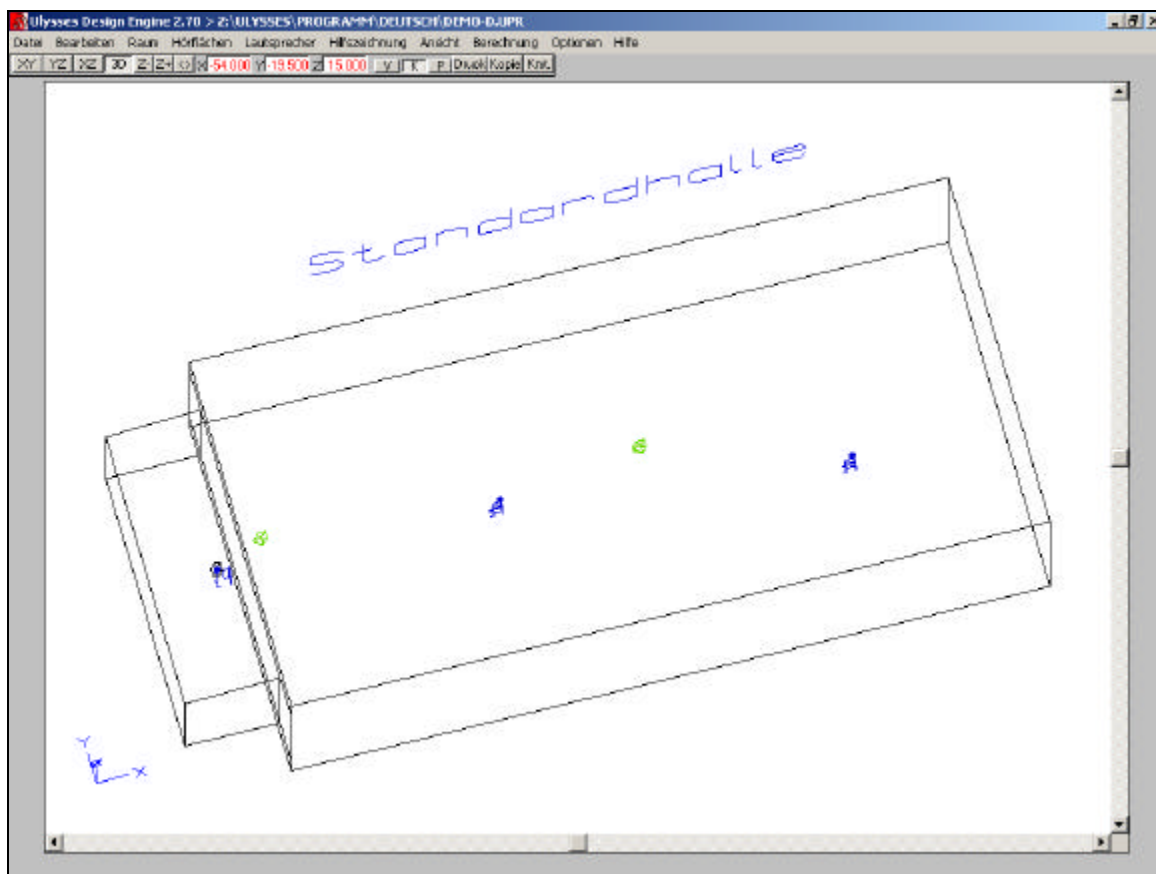 Ulysses Design Engine 2.70 > Z:\ULYSSES\PROGRAMM\DEUTSCH\DEMO-D.UPR
Datei Bearbeiten Raum Hörflächen Lautsprecher Hilfszeichnung Ansicht Berechnung Optionen Hilfe
XY YZ XZ 3D Z- Z+ <> X -54.000 Y -19.500 Z 15.000 V K P Druck Kopie Knt.
Standardhalle
Y
X